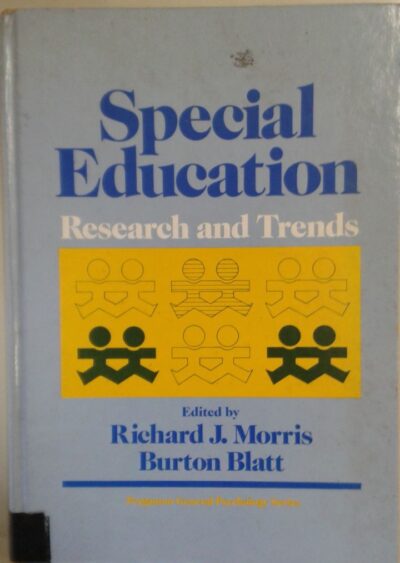 Special
Education
Research and Trends
Edited by
Richard J. Morris
Burton Blatt
Pergamon General Psychology Series